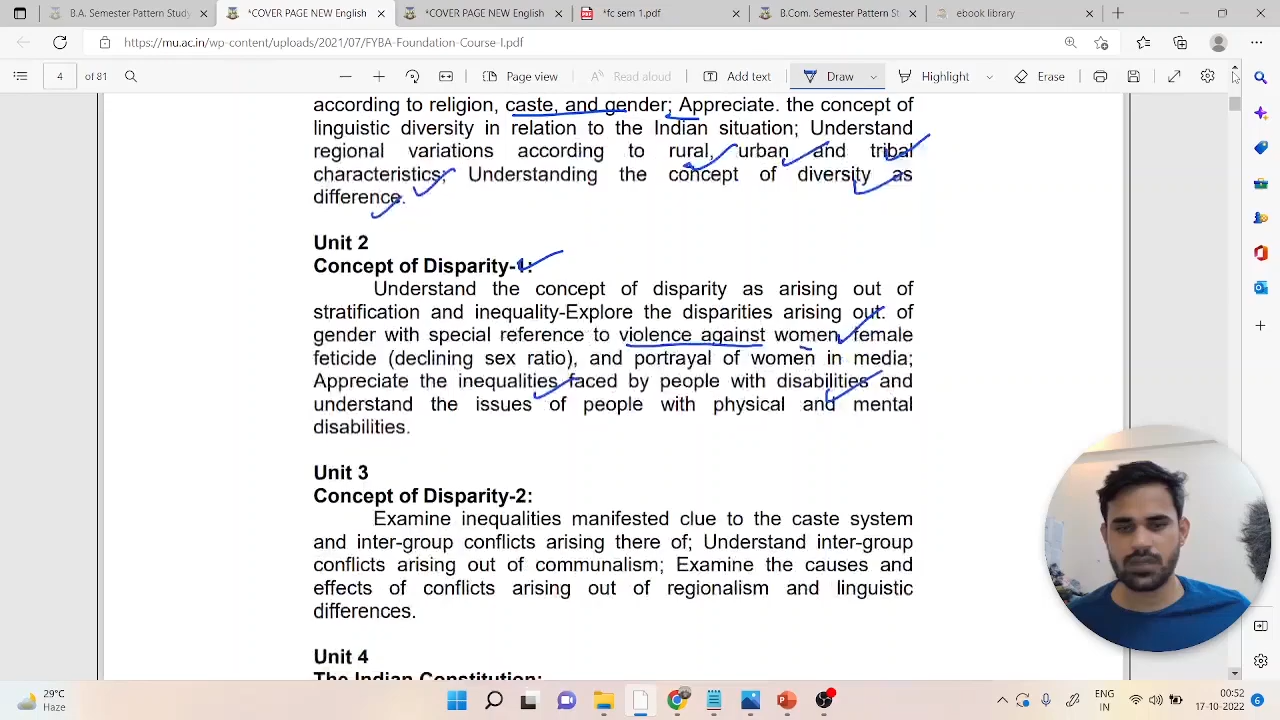 B.A. Semester Pattern Study
*COVER PAGE NEW English
*COVER PAGE NEW English
*fc sem 1.pdf
B.Com. Semester Pattern St
ebook library
https://mu.ac.in/wp-content/uploads/2021/07/FYBA-Foundation-Course-I.pdf
4 of 81
Page view
Read aloud
Add text
Draw
Highlight
Erase
according to religion, caste, and gender; Appreciate. the concept of
linguistic diversity in relation to the Indian situation; Understand
regional variations according to rural, urban and tribal
characteristics; Understanding the concept of diversity as
difference.
Unit 2
Concept of Disparity-1:
Understand the concept of disparity as arising out of
stratification and inequality-Explore the disparities arising out. of
gender with special reference to violence against women, female
feticide (declining sex ratio), and portrayal of women in media;
Appreciate the inequalities faced by people with disabilities and
understand the issues of people with physical and mental
disabilities.
Unit 3
Concept of Disparity-2:
Examine inequalities manifested clue to the caste system
and inter-group conflicts arising there of; Understand inter-group
conflicts arising out of communalism; Examine the causes and
effects of conflicts arising out of regionalism and linguistic
differences.
Unit 4
The Indian Constitution:
29°C
Haze
ENG
IN
10:52
17-10-2022
6